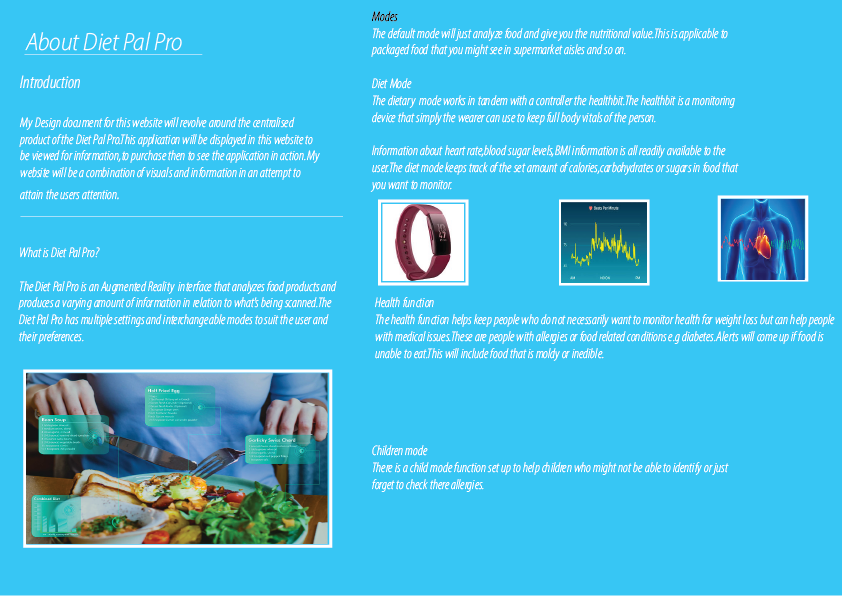 About Diet Pal Pro
Introduction
My Design document for this website will revolve around the centralised
product of the Diet Pal Pro.This application will be displayed in this website to
be viewed for information,to purchase then to see the application in action.My
website will be a combination of visuals and information in an attempt to
attain the users attention.
What is Diet Pal Pro?
The Diet Pal Pro is an Augmented Reality interface that analyzes food products and
produces a varying amount of information in relation to what's being scanned.The
Diet Pal Pro has multiple settings and interchangeable modes to suit the user and
their preferences.
Half Fried Egg
Garlicky Swiss Chard
Modes
The default mode will just analyze food and give you the nutritional value.This is applicable to
packaged food that you might see in supermarket aisles and so on.
Diet Mode
The dietary mode works in tandem with a controller the healthbit.The healthbit is a monitoring
device that simply the wearer can use to keep full body vitals of the person.
Information about heart rate,blood sugar levels,BMI information is all readily available to the
user.The diet mode keeps track of the set amount of calories,carbohydrates or sugars in food that
you want to monitor.
Beats Per Minute
Health function
The health function helps keep people who do not necessarily want to monitor health for weight loss but can help people
with medical issues.These are people with allergies or food related conditions e.g diabetes.Alerts will come up if food is
unable to eat.This will include food that is moldy or inedible.
Children mode
There is a child mode function set up to help children who might not be able to identify or just
forget to check there allergies.